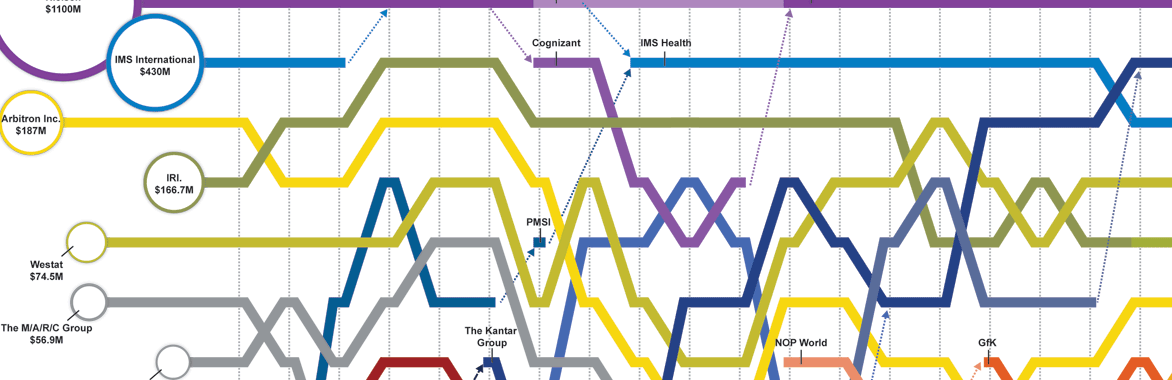 $1100M
IMS International
$430M
Cognizant
IMS Health
Arbitron Inc.
$187M
IRI.
$166.7M
PMSI
Westat
$74.5M
The M/A/R/C Group
$56.9M
The Kantar
Group
NOP World
GfK